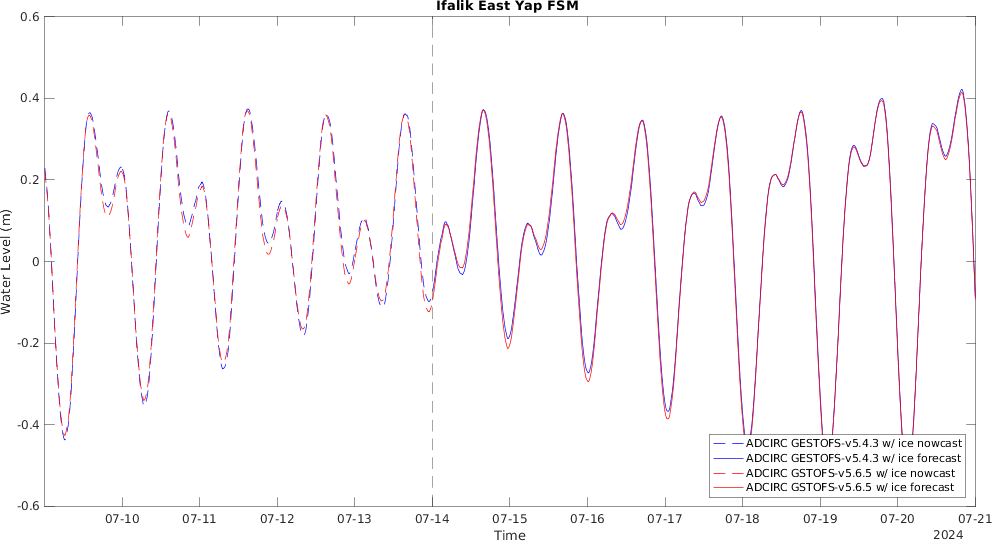 Ifalik East Yap FSM
0.6
0.4
0.2
0
-0.2
-0.4
-0.6
Water Level (m)
07-10 07-11 07-12 07-13 07-14 07-15 07-16 07-17 07-18 07-19 07-20 07-21
Time
2024
ADCIRC GESTOFS-v5.4.3 w/ ice nowcast
ADCIRC GESTOFS-v5.4.3 w/ ice forecast
ADCIRC GSTOFS-v5.6.5 w/ ice nowcast
ADCIRC GSTOFS-v5.6.5 w/ ice forecast